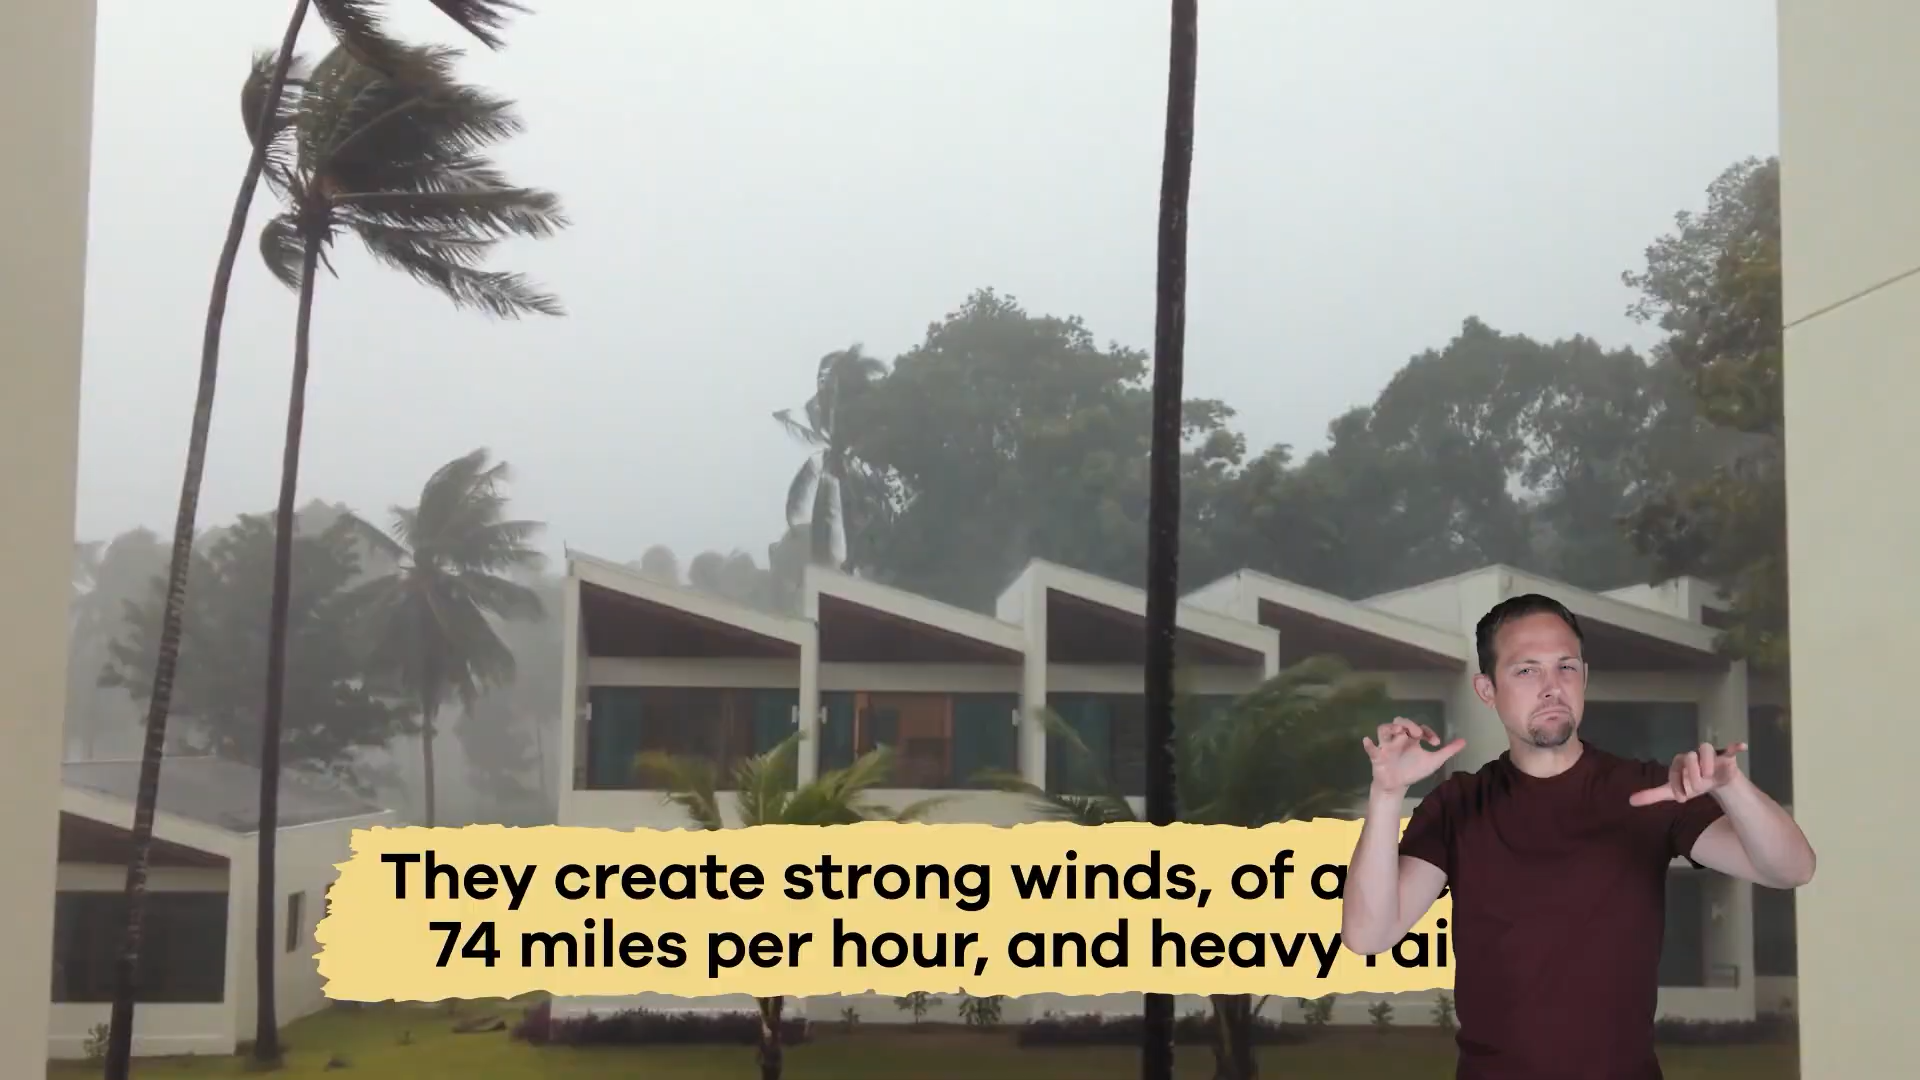 They create strong winds, of a
74 miles per hour, and heavy